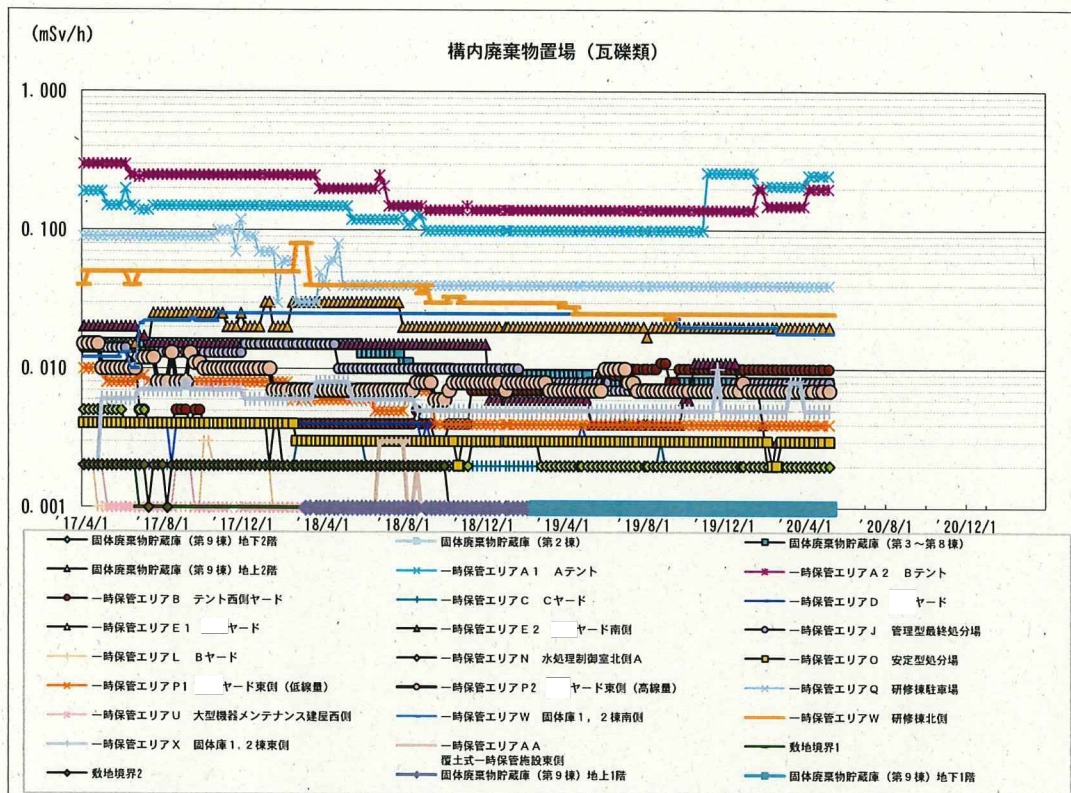 (mSv/h)
構内廃棄物置場（瓦礫類）
1.000
0.100
0.010
0.001
17/4/1 17/8/1 17/12/1 18/4/1 18/8/1 18/12/1 19/4/1 19/8/1 19/12/1 20/4/1 20/8/1 20/12/1
固体廃棄物貯蔵庫（第9棟）地下2階 固体廃棄物貯蔵庫（第2棟） 固体廃棄物貯蔵庫（第3～第8棟）
固体廃棄物貯蔵庫（第9棟）地上2階 一時保管エリアA1 Aテント 一時保管エリアA2 Bテント
一時保管エリアB テント西側ヤード 一時保管エリアC Cヤード 一時保管エリアD ヤード
一時保管エリアE1 ヤード 一時保管エリアE2 ヤード南側 一時保管エリアJ 管理型最終処分場
一時保管エリアL Bヤード 一時保管エリアN 水処理制御室北側A 一時保管エリアO 安定型処分場
一時保管エリアP1 ヤード東側（低線量） 一時保管エリアP2 ヤード東側（高線量） 一時保管エリアQ 研修棟駐車場
一時保管エリアU 大型機器メンテナンス建屋西側 一時保管エリアW 固体庫1，2棟南側 一時保管エリアW 研修棟北側
一時保管エリアX 固体庫1，2棟東側 一時保管エリアAA 敷地境界1
覆土式一時保管施設東側
敷地境界2 固体廃棄物貯蔵庫（第9棟）地上1階 固体廃棄物貯蔵庫（第9棟）地下1階